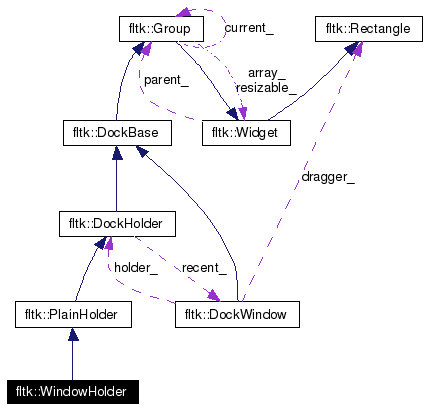 fltk::Group
current_
fltk::Rectangle
parent_
array_
resizable_
fltk::DockBase
fltk::Widget
dragger_
fltk::DockHolder
holder_
recent_
fltk::PlainHolder
fltk::DockWindow
fltk::WindowHolder